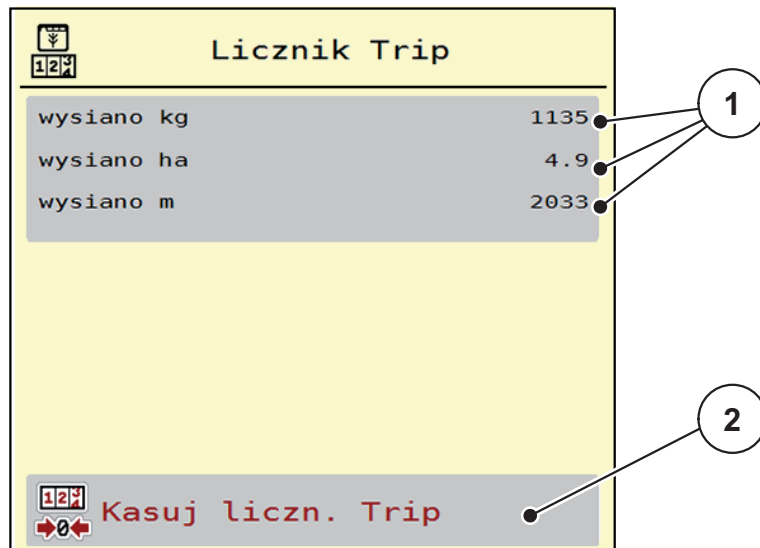 Licznik Trip
wysiano kg 1135
wysiano ha 4.9
wysiano m 2033
1
2
Kasuj liczn. Trip